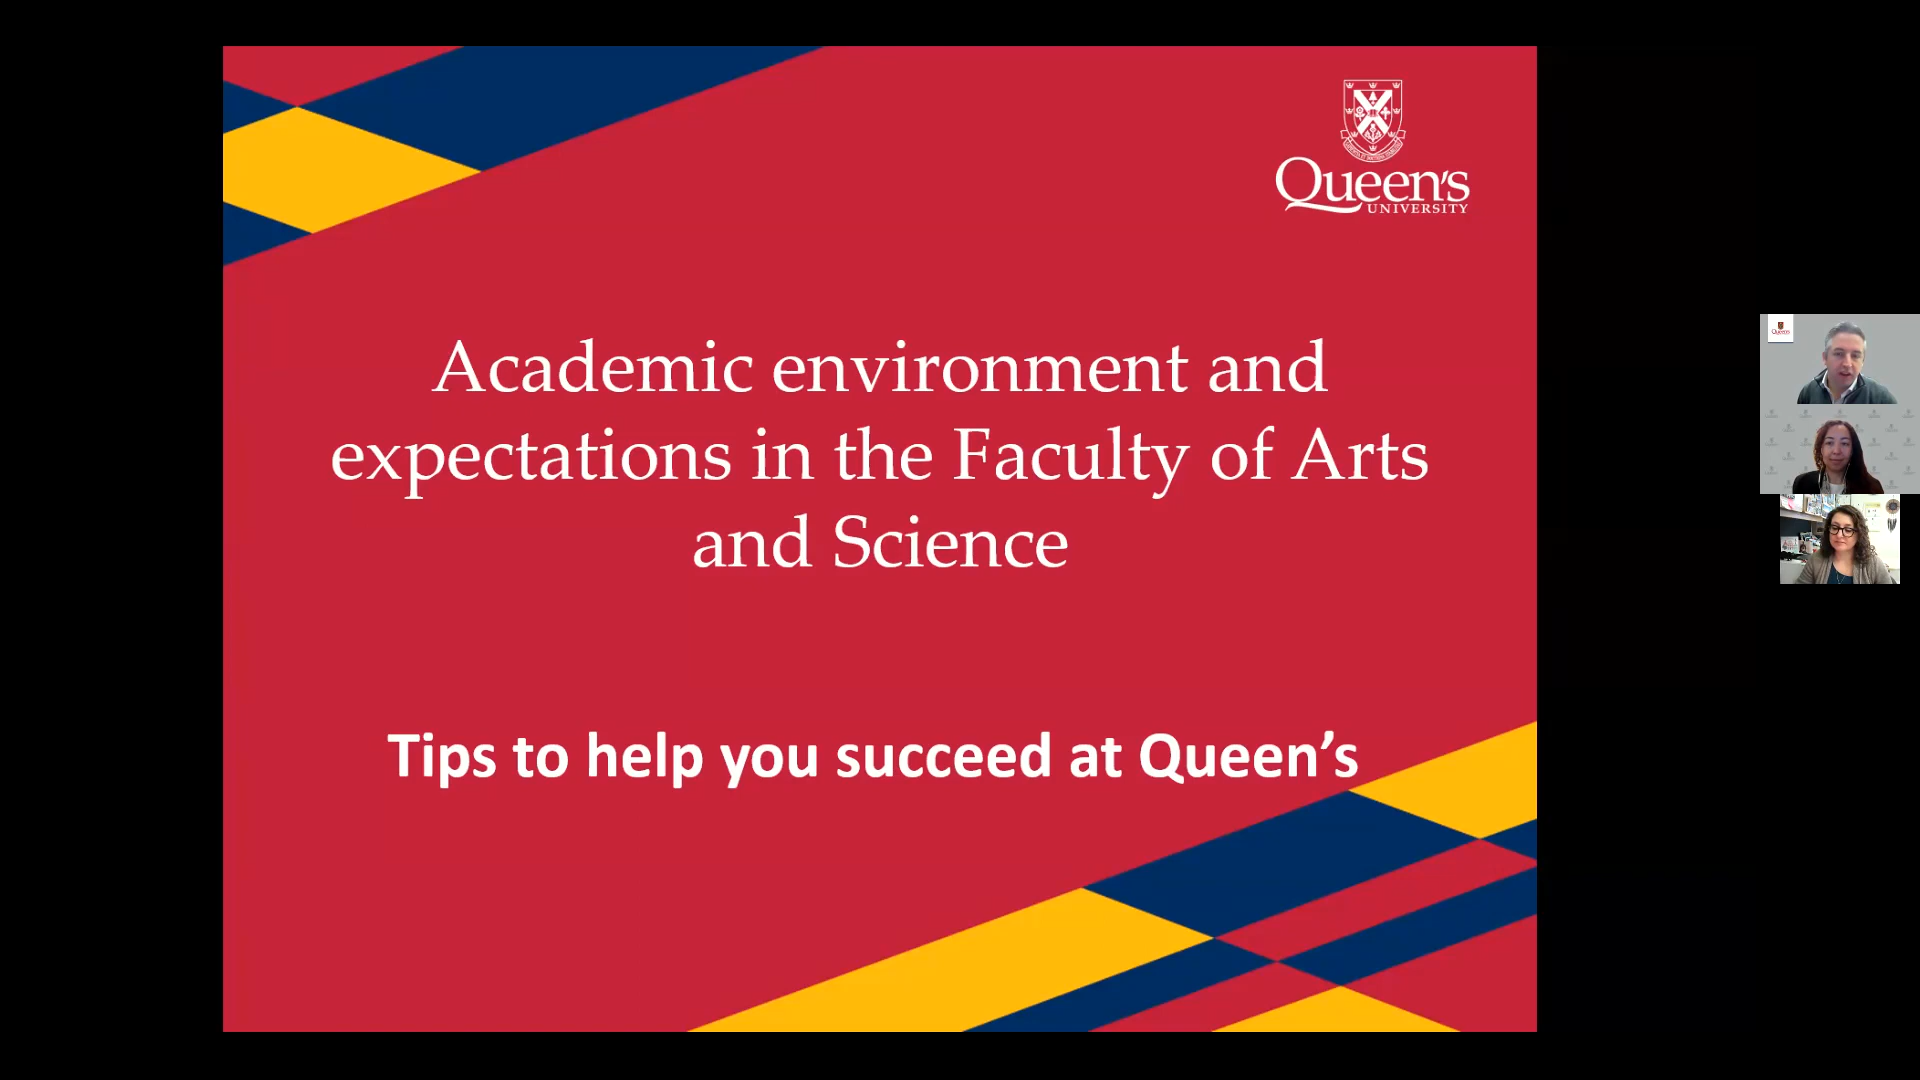 Queen's
UNIVERSITY
Academic environment and
expectations in the Faculty of Arts
and Science
Tips to help you succeed at Queen’s
Queen's